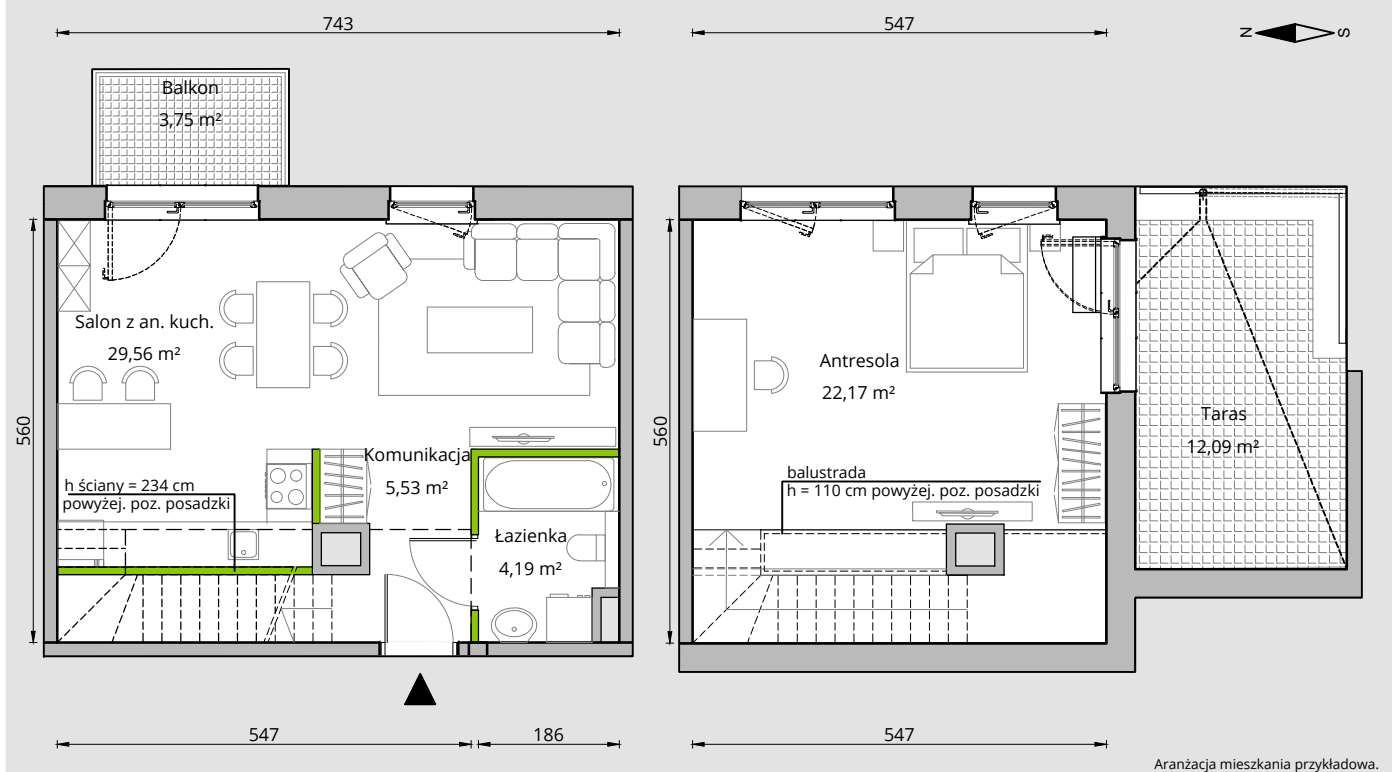 743
547
N
S
Balkon
3,75 m²
Salon z an. kuch.
29,56 m²
560
Komunikacja
5,53 m²
h ściany = 234 cm
powyżej. poz. posadzki
Łazienka
4,19 m²
547
186
560
Antresola
22,17 m²
balustrada
h = 110 cm powyżej. poz. posadzki
Taras
12,09 m²
547
Aranżacja mieszkania przykładowa.